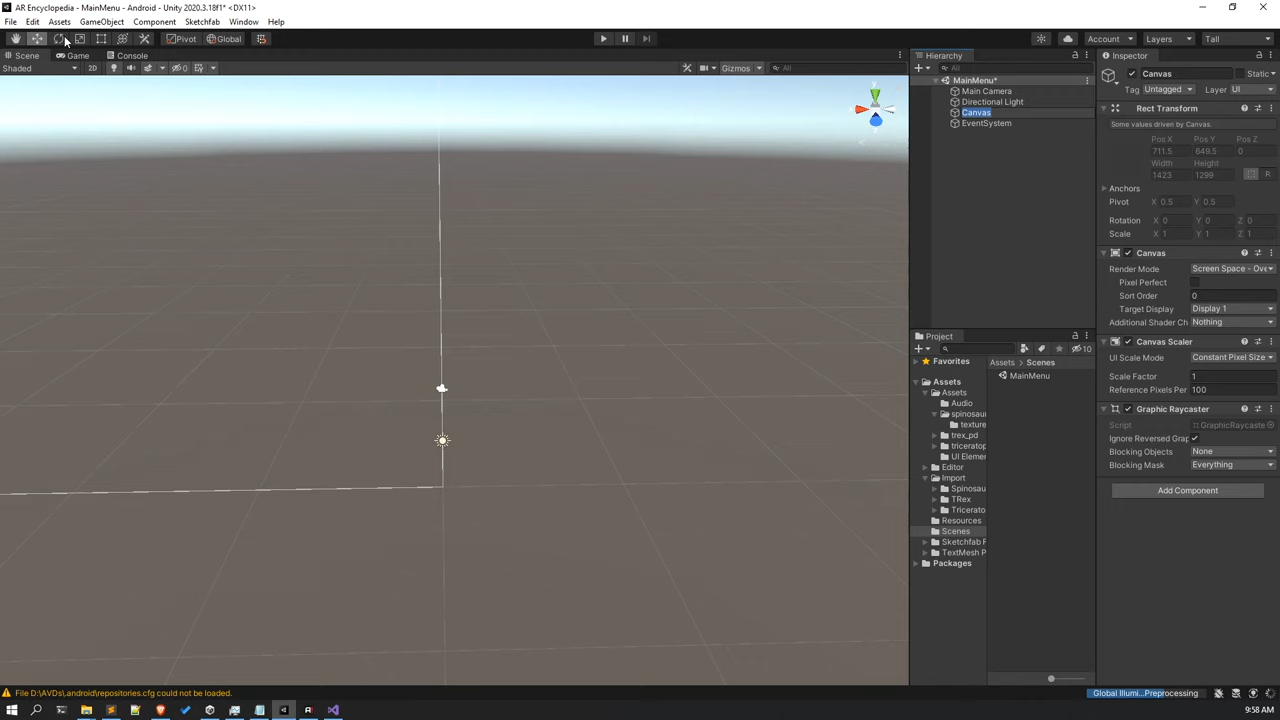 AR Encyclopedia - MainMenu - Android - Unity 2020.3.18f1* <DX11>
File Edit Assets GameObject Component Sketchfab Window Help
Pivot Global Account Layers Tall
Scene Game Console
Shaded 2D 0 Gizmos All
Hierarchy
All
MainMenu*
Main Camera
Directional Light
Canvas
EventSystem
Project
10
Favorites
Assets
Assets
Audio
spinosau
texture
trex_pd
triceratop
UI Elemen
Editor
Import
Spinosau
TRex
Tricerato
Resources
Scenes
Sketchfab F
TextMesh P
Packages
Assets > Scenes
MainMenu
Inspector
Canvas Static
Tag Untagged Layer UI
Rect Transform
Some values driven by Canvas.
Pos X Pos Y Pos Z
711.5 649.5 0
Width Height
1423 1299 R
Anchors
Pivot X 0.5 Y 0.5
Rotation X 0 Y 0 Z 0
Scale X 1 Y 1 Z 1
Canvas
Render Mode Screen Space - Ove
Pixel Perfect
Sort Order 0
Target Display Display 1
Additional Shader Ch Nothing
Canvas Scaler
UI Scale Mode Constant Pixel Size
Scale Factor 1
Reference Pixels Per 100
Graphic Raycaster
Script GraphicRaycaste
Ignore Reversed Grap
Blocking Objects None
Blocking Mask Everything
Add Component
File D:\AVDs\.android\repositories.cfg could not be loaded.
Global Illumi...Preprocessing
9:58 AM